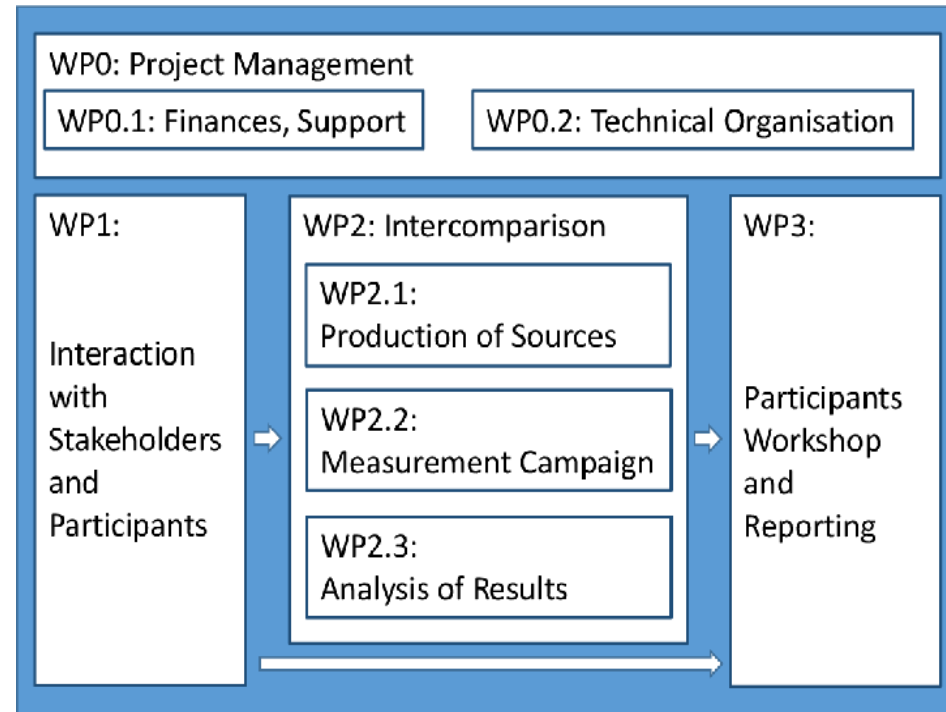 WP0: Project Management
WP0.1: Finances, Support
WP0.2: Technical Organisation
WP1:
Interaction
with
Stakeholders
and
Participants
WP2: Intercomparison
WP2.1:
Production of Sources
WP2.2:
Measurement Campaign
WP2.3:
Analysis of Results
WP3:
Participants
Workshop
and
Reporting